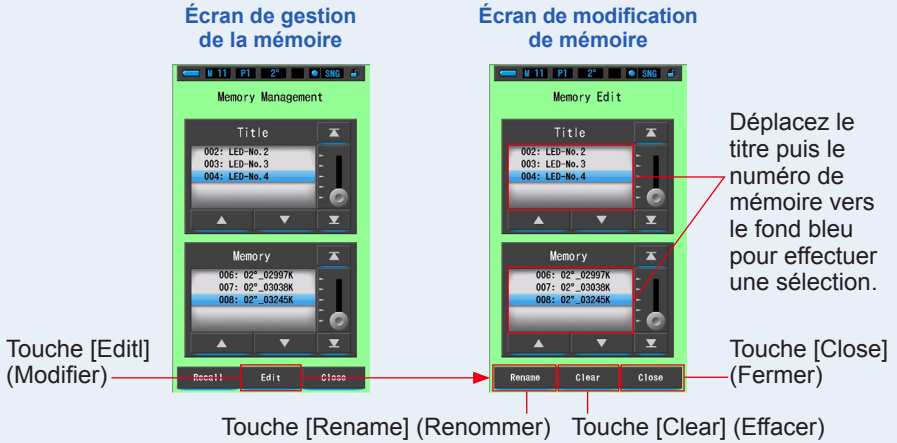 Écran de gestion
de la mémoire
Écran de modification
de mémoire
M 11 P1 2° SNG
Memory Management
Title
002: LED-No.2
003: LED-No.3
004: LED-No.4
Memory
006: 02°_02997K
007: 02°_03038K
008: 02°_03245K
Recall Edit Close
M 11 P1 2° SNG
Memory Edit
Title
002: LED-No.2
003: LED-No.3
004: LED-No.4
Memory
006: 02°_02997K
007: 02°_03038K
008: 02°_03245K
Rename Clear Close
Déplacez le
titre puis le
numéro de
mémoire vers
le fond bleu
pour effectuer
une sélection.
Touche [Editl]
(Modifier)
Touche [Close]
(Fermer)
Touche [Rename] (Renommer) Touche [Clear] (Effacer)